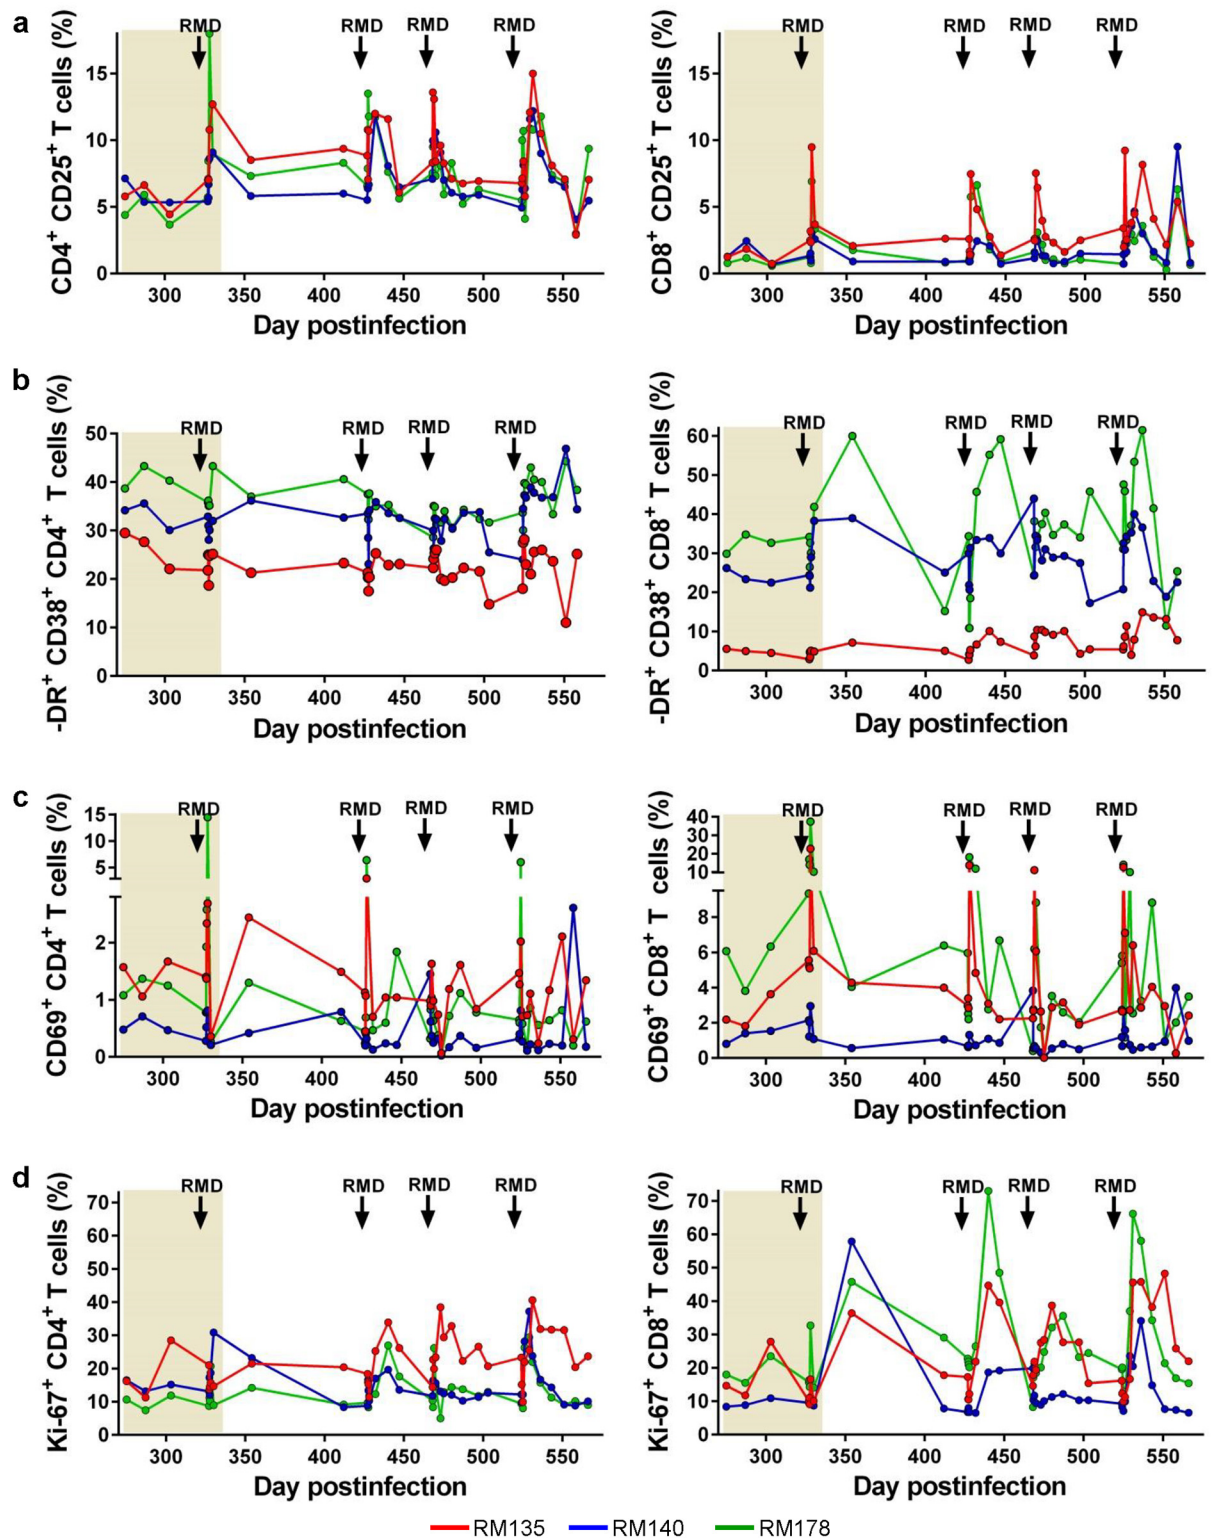 a
RMD RMD RMD RMD
CD4+ CD25+ T cells (%)
15
10
5
0
300 350 400 450 500 550
Day postinfection
RMD RMD RMD RMD
CD8+ CD25+ T cells (%)
15
10
5
0
300 350 400 450 500 550
Day postinfection
b
RMD RMD RMD RMD
-DR+ CD38+ CD4+ T cells (%)
50
40
30
20
10
0
300 350 400 450 500 550
Day postinfection
RMD RMD RMD RMD
-DR+ CD38+ CD8+ T cells (%)
60
50
40
30
20
10
0
300 350 400 450 500 550
Day postinfection
c
RMD RMD RMD RMD
CD69+ CD4+ T cells (%)
15
10
5
2
1
0
300 350 400 450 500 550
Day postinfection
RMD RMD RMD RMD
CD69+ CD8+ T cells (%)
40
30
20
10
8
6
4
2
0
300 350 400 450 500 550
Day postinfection
d
RMD RMD RMD RMD
Ki-67+ CD4+ T cells (%)
70
60
50
40
30
20
10
0
300 350 400 450 500 550
Day postinfection
RMD RMD RMD RMD
Ki-67+ CD8+ T cells (%)
70
60
50
40
30
20
10
0
300 350 400 450 500 550
Day postinfection
RM135 RM140 RM178